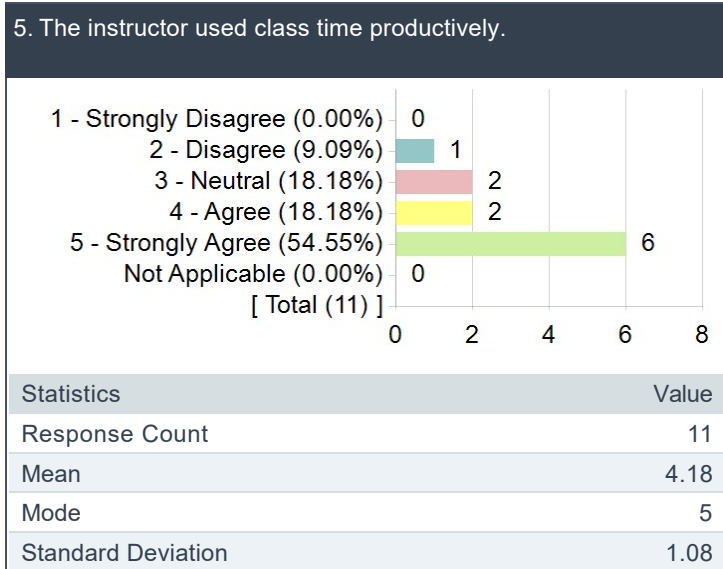 5. The instructor used class time productively.
1 - Strongly Disagree (0.00%) 0
2 - Disagree (9.09%) 1
3 - Neutral (18.18%) 2
4 - Agree (18.18%) 2
5 - Strongly Agree (54.55%) 6
Not Applicable (0.00%) 0
[ Total (11) ]
0 2 4 6 8
Statistics Value
Response Count 11
Mean 4.18
Mode 5
Standard Deviation 1.08